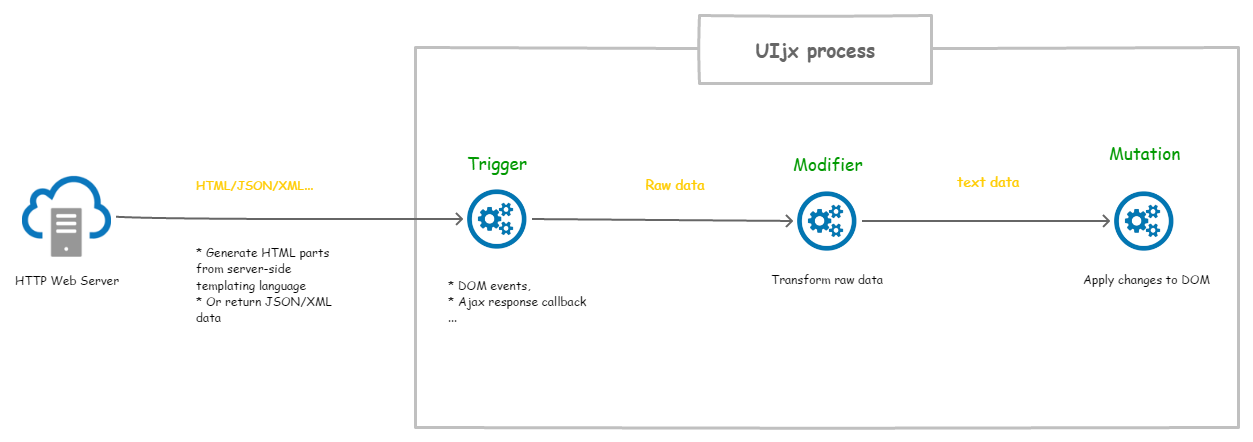 UIjx process
Trigger
Modifier
Mutation
HTML/JSON/XML...
Raw data
text data
HTTP Web Server
* Generate HTML parts
from server-side
templating language
* Or return JSON/XML
data
* DOM events,
* Ajax response callback
...
Transform raw data
Apply changes to DOM